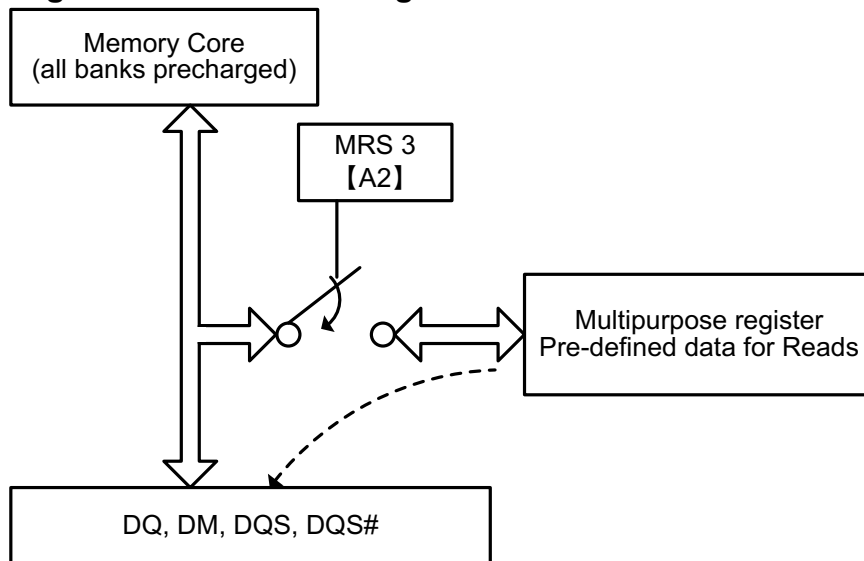 Memory Core
(all banks precharged)
MRS 3
【A2】
Multipurpose register
Pre-defined data for Reads
DQ, DM, DQS, DQS#